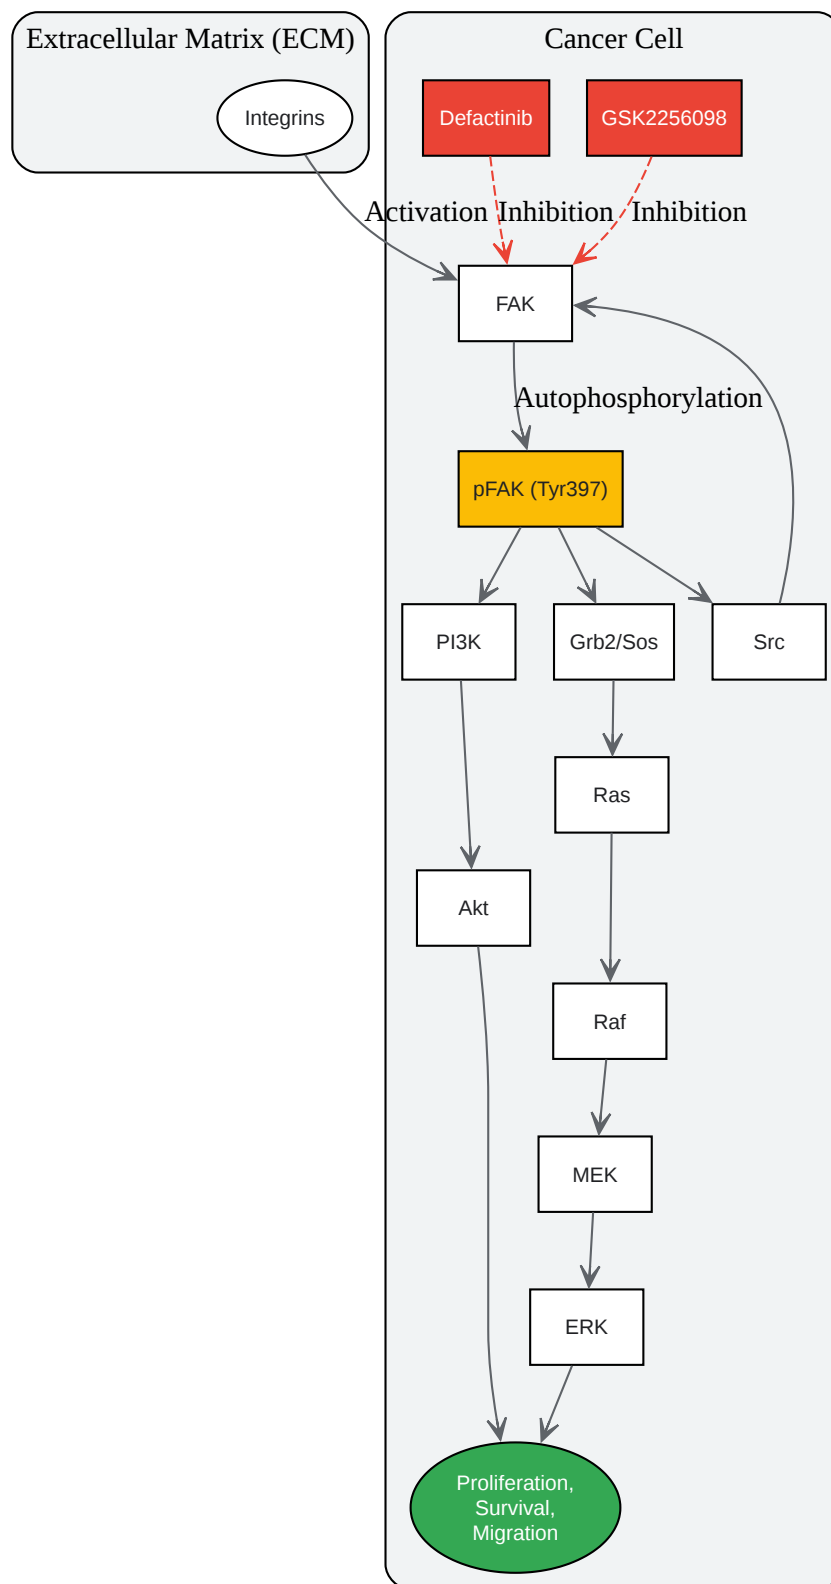 Extracellular Matrix (ECM)
Cancer Cell
Integrins
Defactinib
GSK2256098
Activation
Inhibition
Inhibition
FAK
Autophosphorylation
pFAK (Tyr397)
PI3K
Grb2/Sos
Src
Ras
Akt
Raf
MEK
ERK
Proliferation,
Survival,
Migration